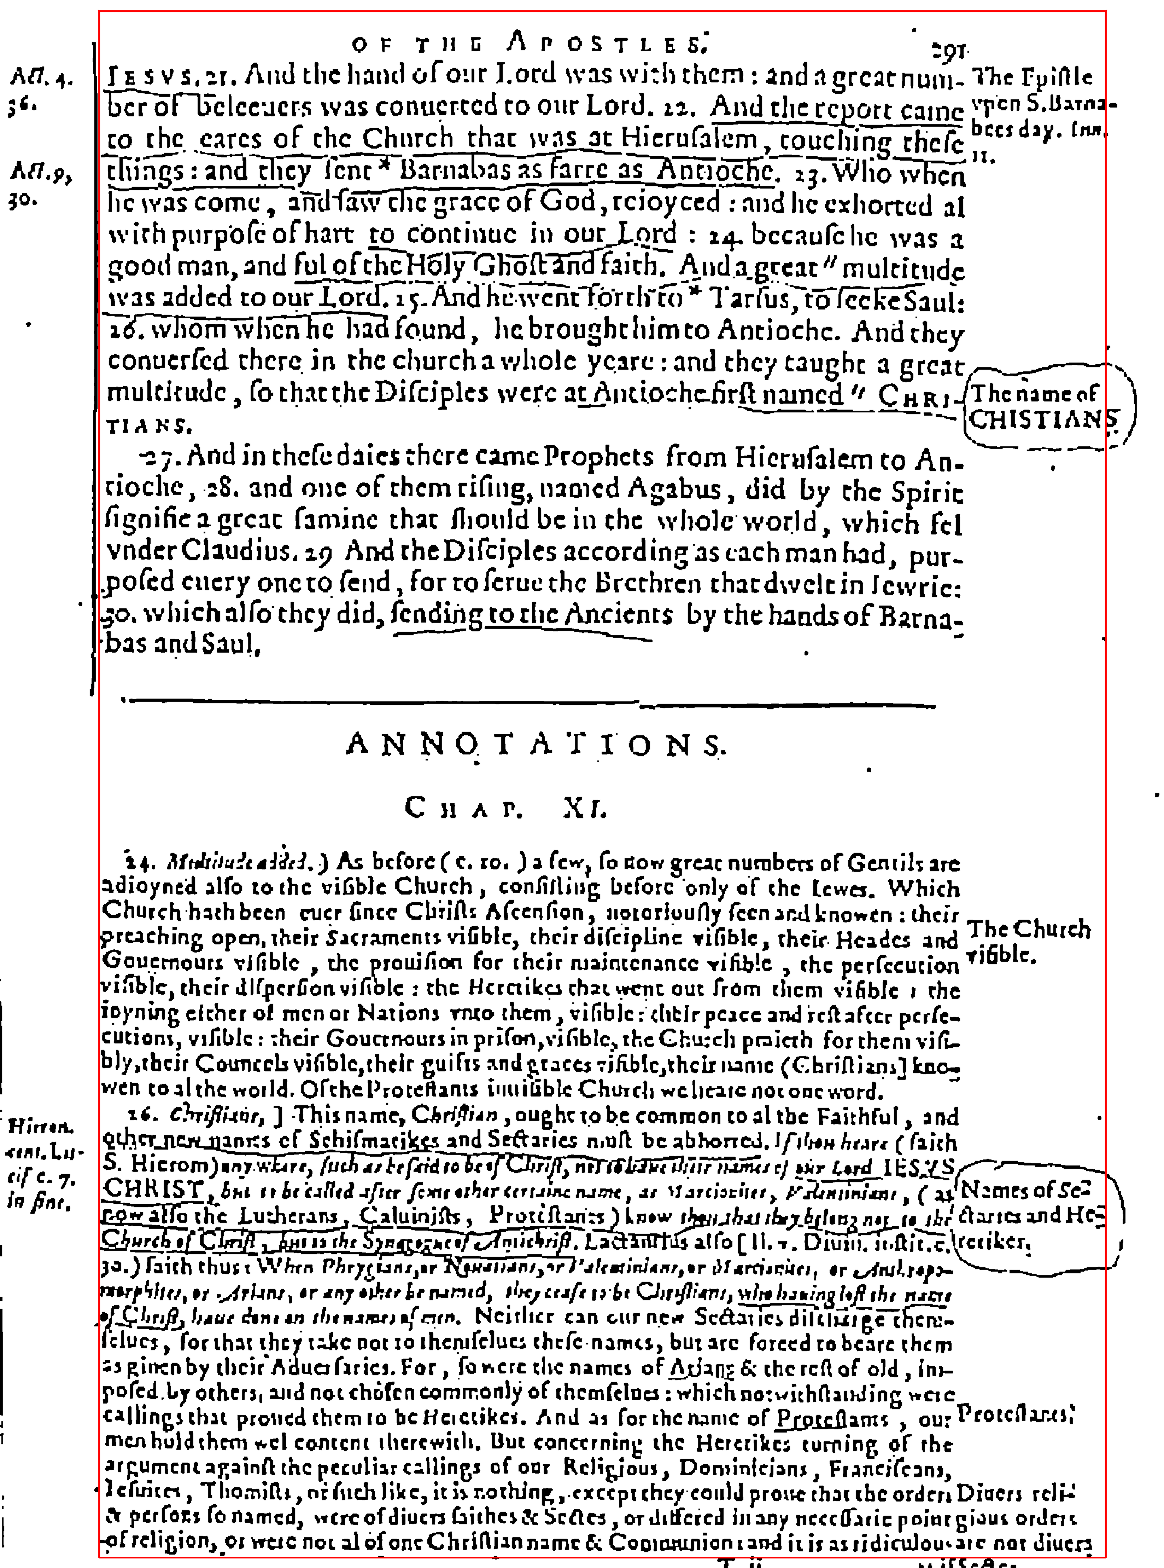 OF THE APOSTLES. 291
Act. 4.
36.
Act. 9,
30.
IESVS. 21. And the hand of our Lord was with them : and a great num-
ber of beleeuers was conuerted to our Lord. 22. And the report came
to the eares of the Church that was at Hierusalem, touching these
things : and they sent * Barnabas as farre as Antioche. 23. Who when
he was come, and saw the grace of God, reioyced : and he exhorted al
with purpose of hart to continue in our Lord : 24. because he was a
good man, and ful of the Holy Ghost and faith. And a great " multitude
was added to our Lord. 25. And he went forth to * Tarsus, to seeke Saul:
26. whom when he had found, he brought him to Antioche. And they
conuersed there in the church a whole yeare : and they taught a great
multitude, so that the Disciples were at Antioche first named " CHRI-
TIANS.
The Epistle
vpen S. Barna-
bees day. Iun.
11.
The name of
CHISTIANS
27. And in these daies there came Prophets from Hierusalem to An-
tioche, 28. and one of them rising, named Agabus, did by the Spirit
signifie a great famine that should be in the whole world, which fel
vnder Claudius. 29 And the Disciples according as each man had, pur-
posed euery one to send, for to serue the Brethren that dwelt in Iewrie:
30. which also they did, sending to the Ancients by the hands of Barna-
bas and Saul.
ANNOTATIONS.
CHAP. XI.
24. Multitude added.) As before ( c. 10. ) a few, so now great numbers of Gentils are
adioyned also to the visible Church, consisting before only of the Iewes. Which
Church hath been euer since Christs Ascension, notoriously seen and knowen : their
preaching open, their Sacraments visible, their discipline visible, their Heades and
Gouernours visible, the prouision for their maintenance visible, the persecution
visible, their dispersion visible : the Heretikes that went out from them visible : the
ioyning either of men or Nations vnto them, visible : their peace and rest after perse-
cutions, visible : their Gouernours in prison, visible, the Church praieth for them visi-
bly, their Councels visible, their guifts and graces visible, their name (Christians] kno-
wen to al the world. Of the Protestants inuisible Church we heare not one word.
The Church
visible.
26. Christians, ] This name, Christian, ought to be common to al the Faithful, and
other new names of Schismatikes and Sectaries must be abhorred. If thou heare ( saith
S. Hierom) any where, such as be said to be of Christ, not to haue their names of our Lord IESVS
CHRIST, but to be called after some other certaine name, as Marcionites, Valentinians, ( as
now also the Lutherans, Caluinists, Protestants ) know thou that they belong not to the
Church of Christ, but to the Synagogue of Antichrist. Lactantius also [ li. 4. Diuin. instit. c.
30. ) saith thus : When Phrygians, or Nouatians, or Valentinians, or Marcionites, or Anthropo-
morphites, or Arians, or any other be named, they cease to be Christians, who hauing lost the name
of Christ, haue done on the names of men. Neither can our new Sectaries discharge them-
selues, for that they take not to themselues these names, but are forced to beare them
as giuen by their Aduersaries. For, so were the names of Arians & the rest of old, im-
posed by others, and not chosen commonly of themselues : which notwithstanding were
callings that proued them to be Heretikes. And as for the name of Protestants, our
men hold them wel content therewith. But concerning the Heretikes turning of the
argument against the peculiar callings of our Religious, Dominicians, Franciscans,
Iesuites, Thomists, or such like, it is nothing, except they could proue that the orders
& persons so named, were of diuers faithes & Sectes, or differed in any necessarie point
of religion, or were not al of one Christian name & Communion : and it is as ridiculous
Hieron.
cont. Lu-
cif c. 7.
in fine.
Names of Se-
ctaries and He-
retikes.
Protestants.
Diuers reli-
gious orders
are not diuers